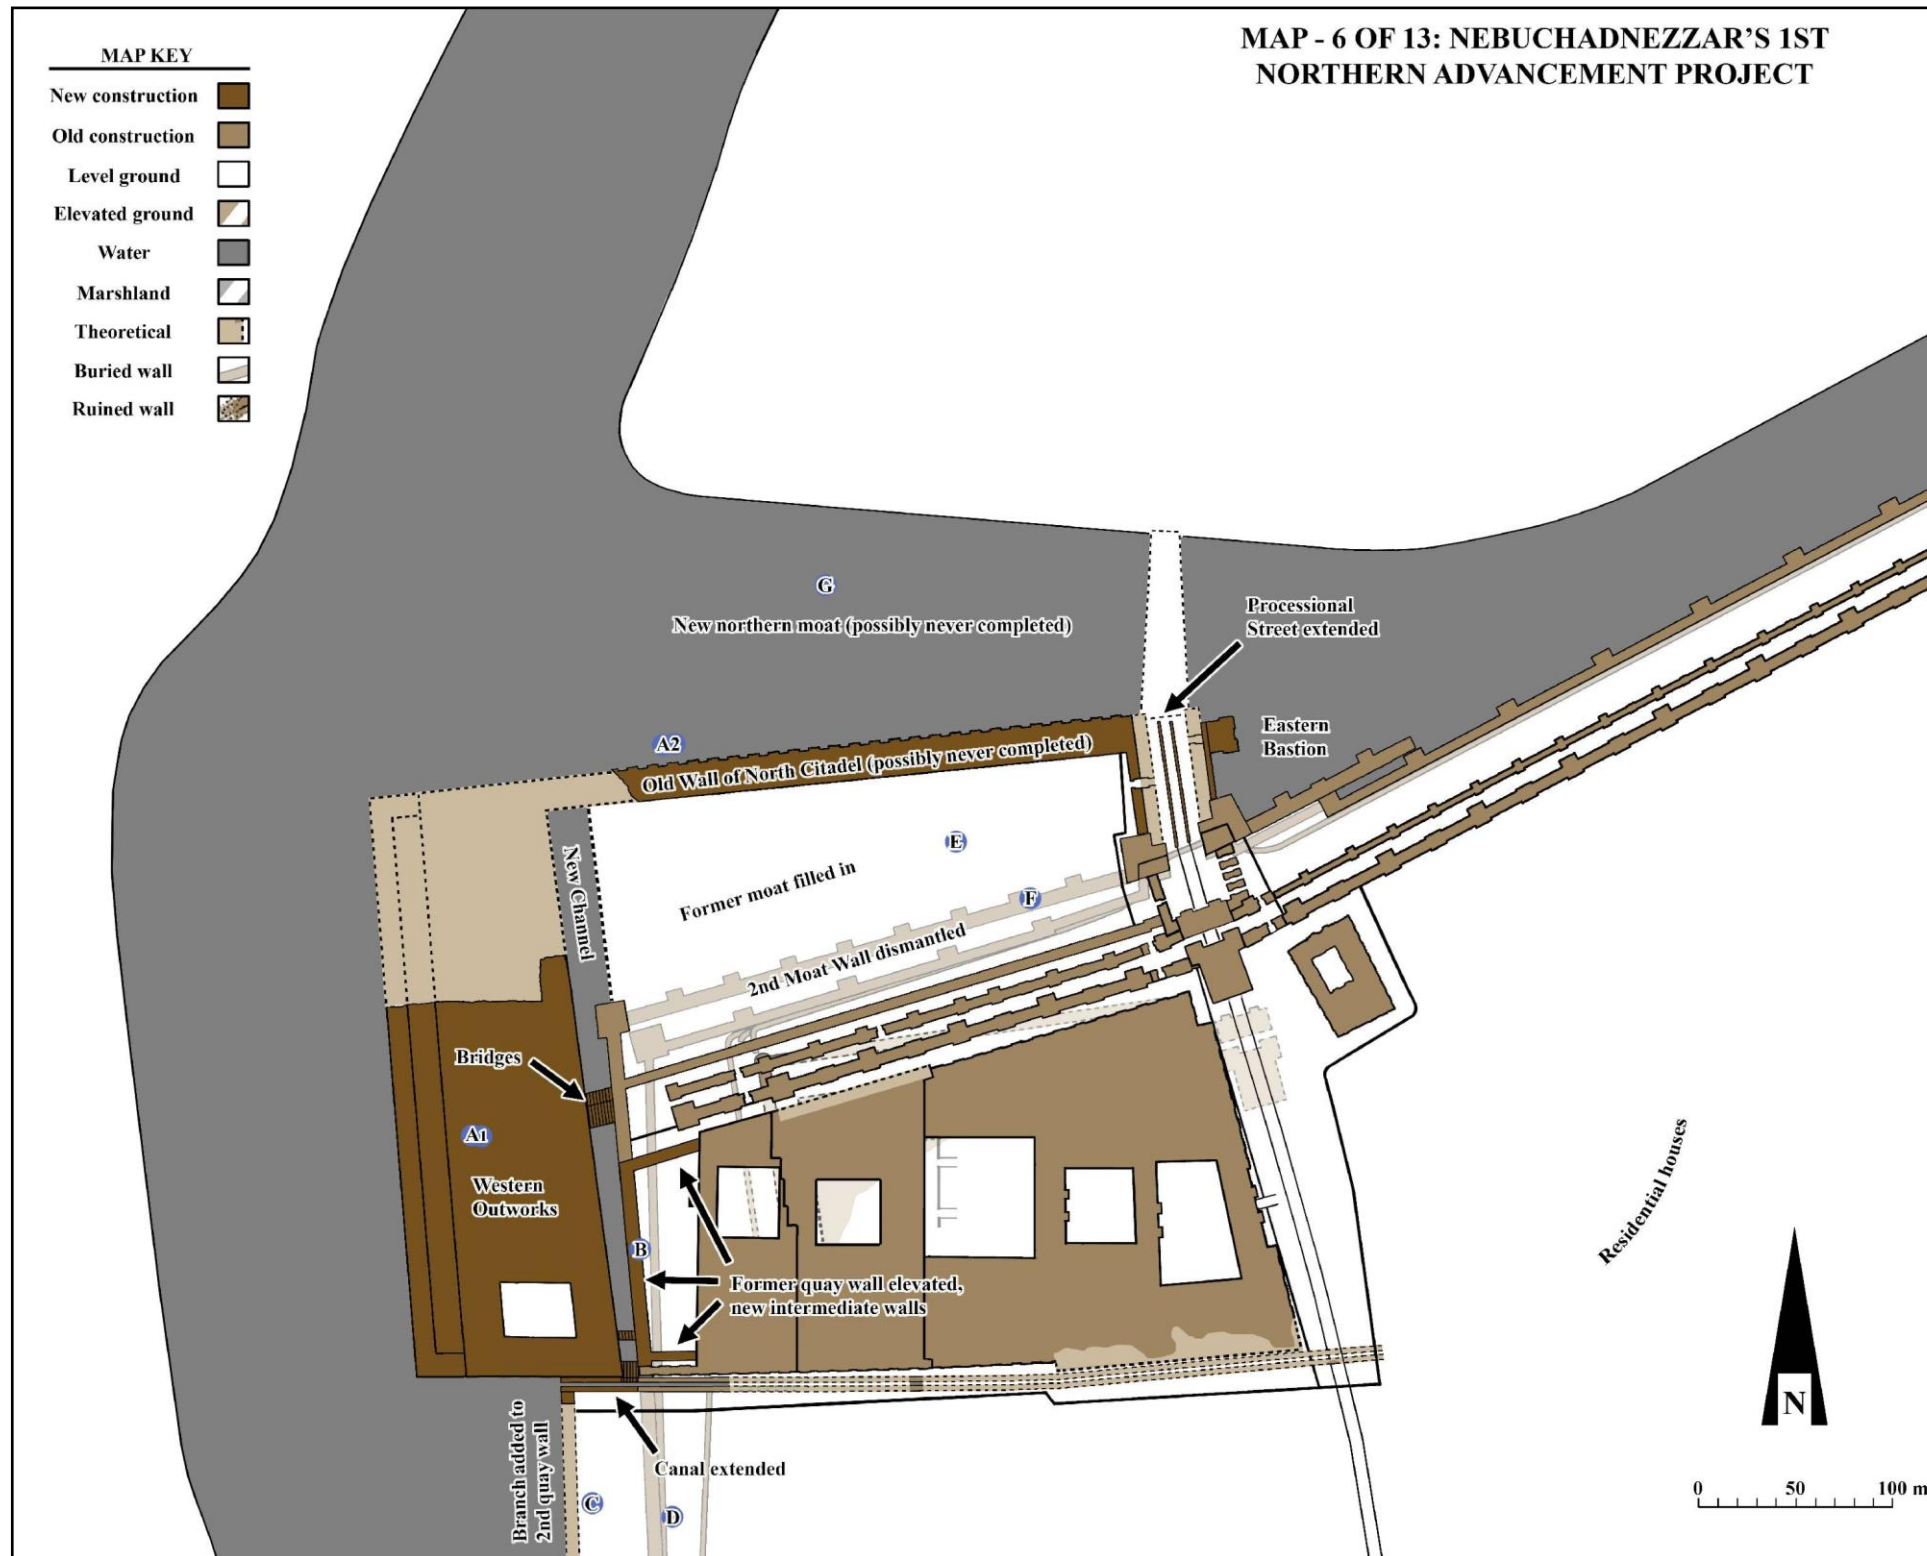 MAP - 6 OF 13: NEBUCHADNEZZAR'S 1ST
NORTHERN ADVANCEMENT PROJECT
MAP KEY
New construction
Old construction
Level ground
Elevated ground
Water
Marshland
Theoretical
Buried wall
Ruined wall
G
New northern moat (possibly never completed)
Processional
Street extended
Eastern
Bastion
A2
Old Wall of North Citadel (possibly never completed)
New Channel
E
Former moat filled in
F
2nd Moat Wall dismantled
Bridges
A1
Western
Outworks
B
Former quay wall elevated,
new intermediate walls
Residential houses
N
Branch added to
2nd quay wall
Canal extended
C
D
0 50 100 m